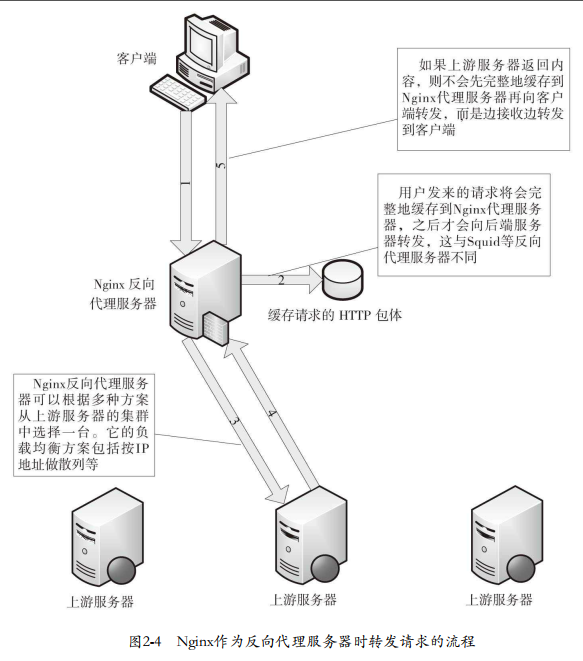 客户端
如果上游服务器返回内
容，则不会先完整地缓存到
Nginx代理服务器再向客户
端转发，而是边接收边转发
到客户端
1
5
用户发来的请求将会完
整地缓存到Nginx代理服务
器，之后才会向后端服务
器转发，这与Squid等反向
代理服务器不同
Nginx 反向
代理服务器
2
缓存请求的 HTTP 包体
Nginx反向代理服务
器可以根据多种方案
从上游服务器的集群
中选择一台。它的负
载均衡方案包括按IP
地址做散列等
3
4
上游服务器
上游服务器
上游服务器
图2-4 Nginx作为反向代理服务器时转发请求的流程